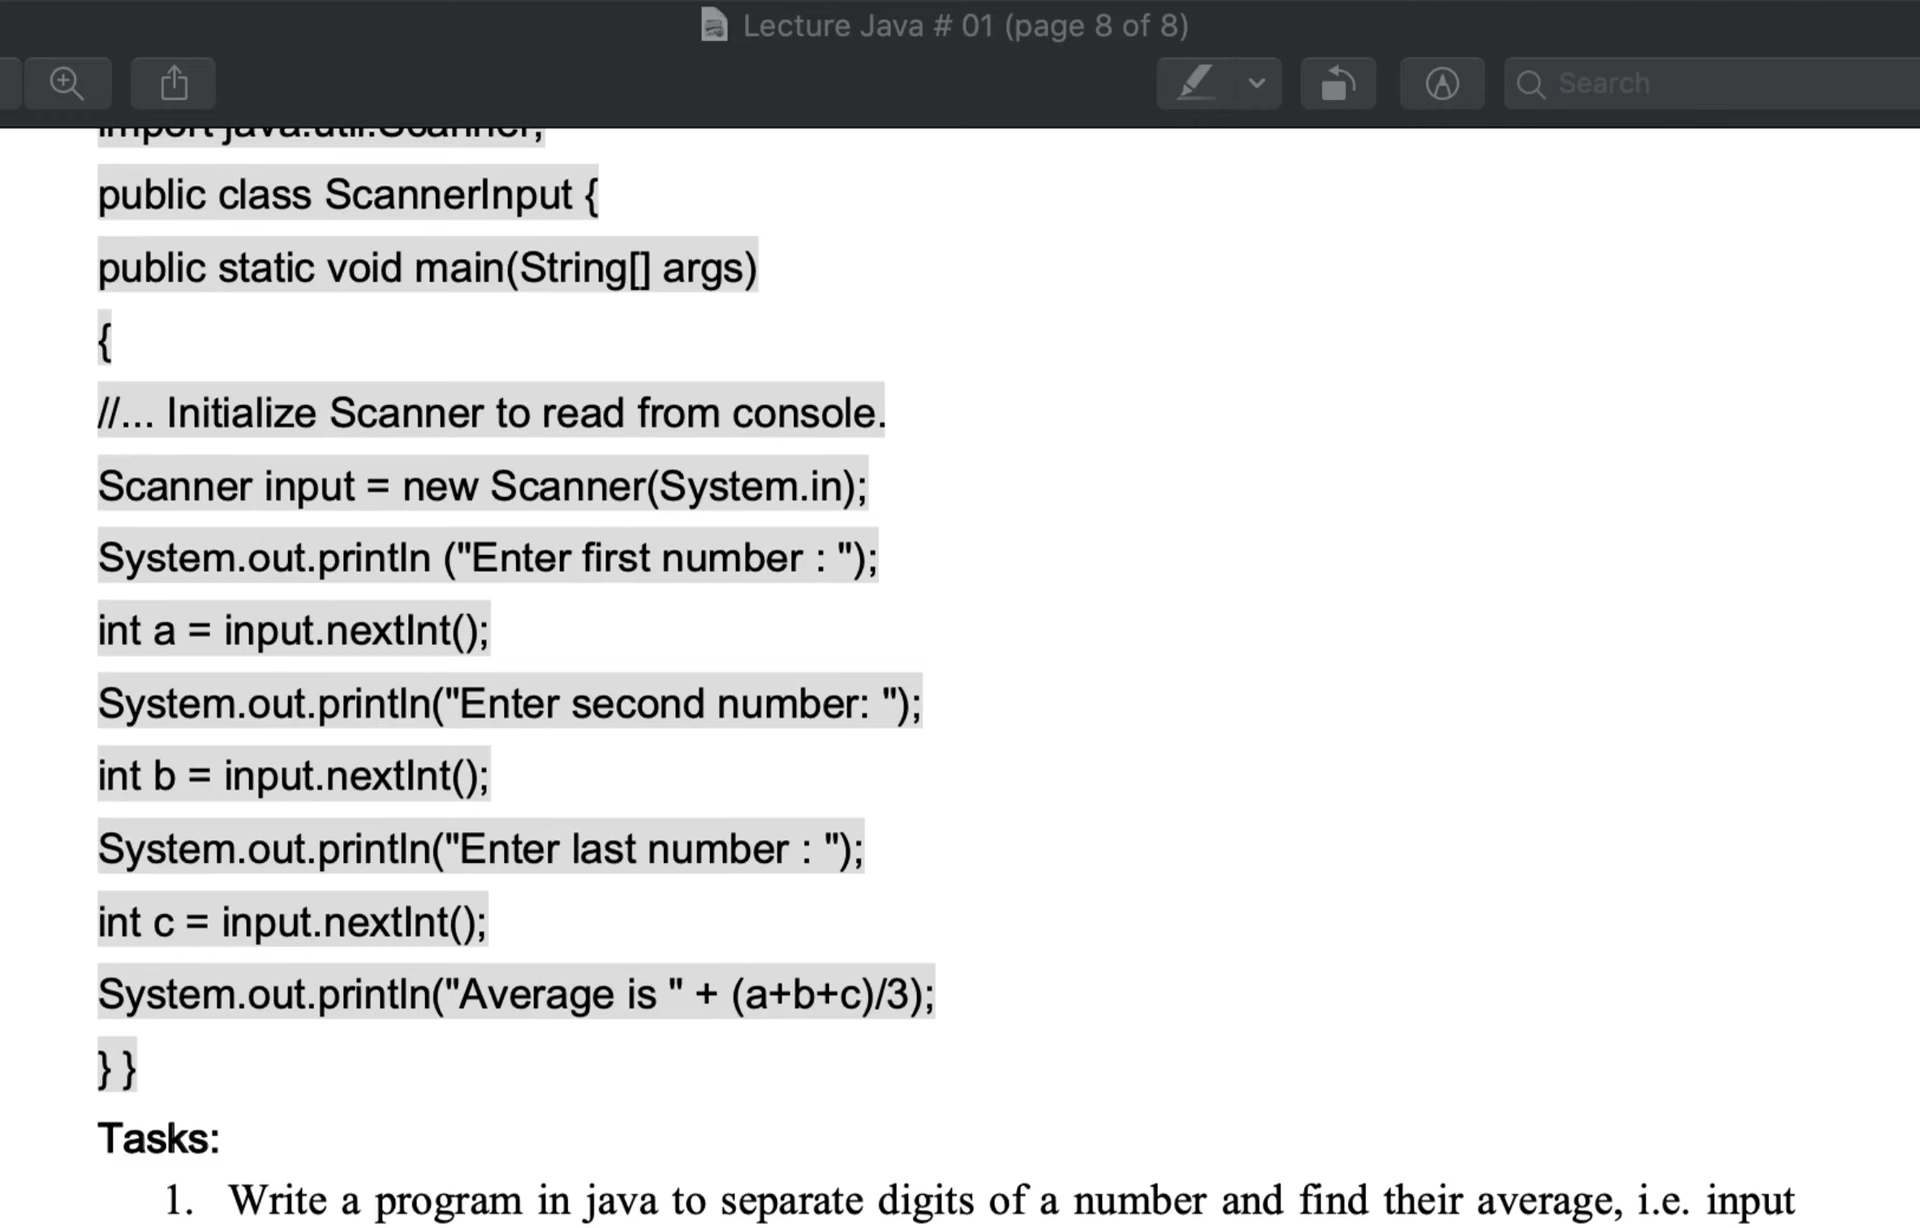 Lecture Java # 01 (page 8 of 8)
Search
import java.util.Scanner;
public class ScannerInput {
public static void main(String[] args)
{
//... Initialize Scanner to read from console.
Scanner input = new Scanner(System.in);
System.out.println ("Enter first number : ");
int a = input.nextInt();
System.out.println("Enter second number: ");
int b = input.nextInt();
System.out.println("Enter last number : ");
int c = input.nextInt();
System.out.println("Average is " + (a+b+c)/3);
} }
Tasks:
1. Write a program in java to separate digits of a number and find their average, i.e. input